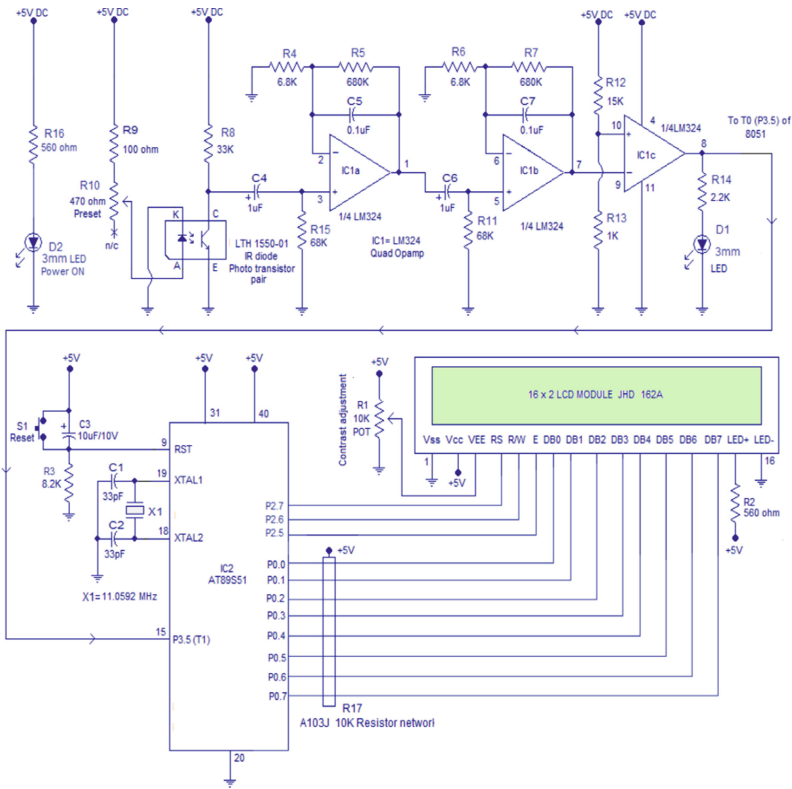 +5V DC
+5V DC
+5V DC
+5V DC
+5V DC
R4
6.8K
R5
680K
C5
0.1uF
R6
6.8K
R7
680K
C7
0.1uF
R12
15K
4
1/4LM324
To T0 (P3.5) of
8051
R16
560 ohm
R9
100 ohm
R8
33K
2
3
IC1a
1
1/4 LM324
6
5
IC1b
7
1/4 LM324
10
9
IC1c
8
11
R10
470 ohm
Preset
n/c
C4
+
1uF
C6
+
1uF
R14
2.2K
D2
3mm LED
Power ON
K
C
A
E
LTH 1550-01
IR diode
Photo transistor
pair
R15
68K
IC1= LM324
Quad Opamp
R11
68K
R13
1K
D1
3mm
LED
+5V
+5V
+5V
+5V
31
40
S1
Reset
+
C3
10uF/10V
R3
8.2K
9
RST
C1
33pF
19
XTAL1
X1
C2
33pF
18
XTAL2
X1= 11.0592 MHz
Contrast adjustment
R1
10K
POT
16 x 2 LCD MODULE JHD 162A
Vss Vcc VEE RS R/W E DB0 DB1 DB2 DB3 DB4 DB5 DB6 DB7 LED+ LED-
1
+5V
16
R2
560 ohm
+5V
P2.7
P2.6
P2.5
IC2
AT89S51
+5V
P0.0
P0.1
P0.2
P0.3
P0.4
P0.5
P0.6
P0.7
15
P3.5 (T1)
R17
A103J 10K Resistor network
20